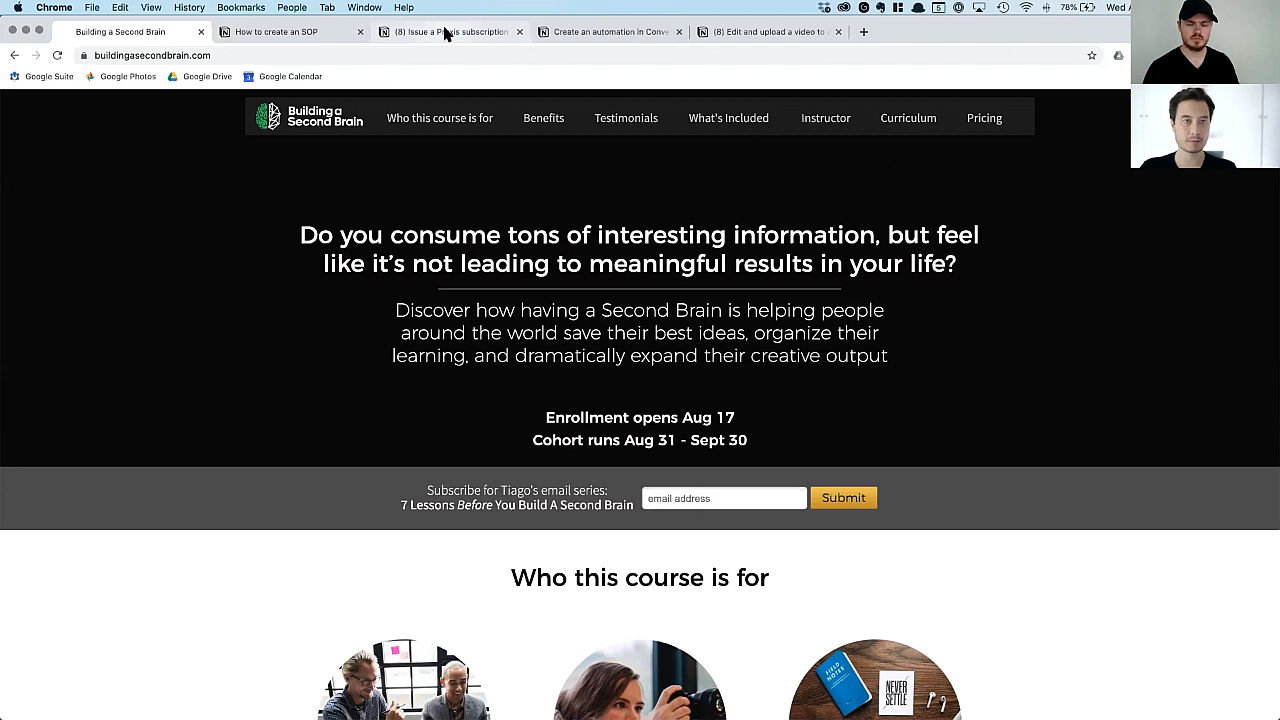 Chrome File Edit View History Bookmarks People Tab Window Help 78% Wed
Building a Second Brain
How to create an SOP
(8) Issue a subscription
Create an automation in Conve
(8) Edit and upload a video to
buildingasecondbrain.com
Google Suite Google Photos Google Drive Google Calendar
Building a
Second Brain
Who this course is for Benefits Testimonials What's Included Instructor Curriculum Pricing
Do you consume tons of interesting information, but feel
like it's not leading to meaningful results in your life?
Discover how having a Second Brain is helping people
around the world save their best ideas, organize their
learning, and dramatically expand their creative output
Enrollment opens Aug 17
Cohort runs Aug 31 - Sept 30
Subscribe for Tiago's email series:
7 Lessons Before You Build A Second Brain
email address
Submit
Who this course is for
FIELD
NOTES
NEVER
SETTLE